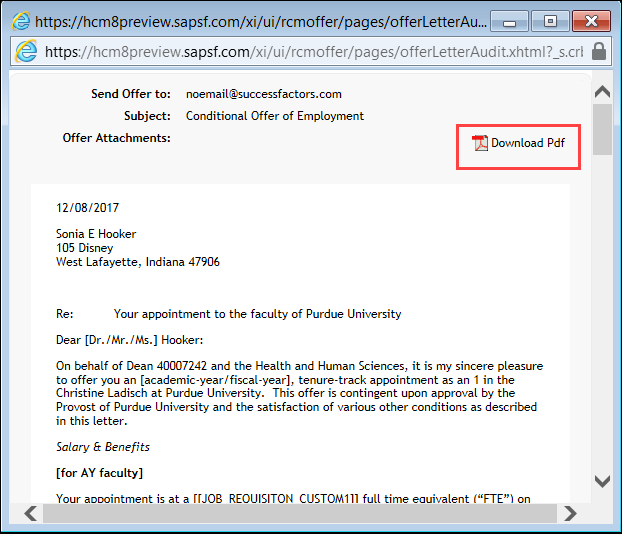 https://hcm8preview.sapsf.com/xi/ui/rcmoffer/pages/offerLetterAu...
https://hcm8preview.sapsf.com/xi/ui/rcmoffer/pages/offerLetterAudit.xhtml?_s.crb
Send Offer to: noemail@successfactors.com
Subject: Conditional Offer of Employment
Offer Attachments:
Download Pdf
12/08/2017
Sonia E Hooker
105 Disney
West Lafayette, Indiana 47906
Re: Your appointment to the faculty of Purdue University
Dear [Dr./Mr./Ms.] Hooker:
On behalf of Dean 40007242 and the Health and Human Sciences, it is my sincere pleasure
to offer you an [academic-year/fiscal-year], tenure-track appointment as an 1 in the
Christine Ladisch at Purdue University. This offer is contingent upon approval by the
Provost of Purdue University and the satisfaction of various other conditions as described
in this letter.
Salary & Benefits
[for AY faculty]
Your appointment is at a [[JOB_REQUISITON_CUSTOM1]] full time equivalent (“FTE”) on